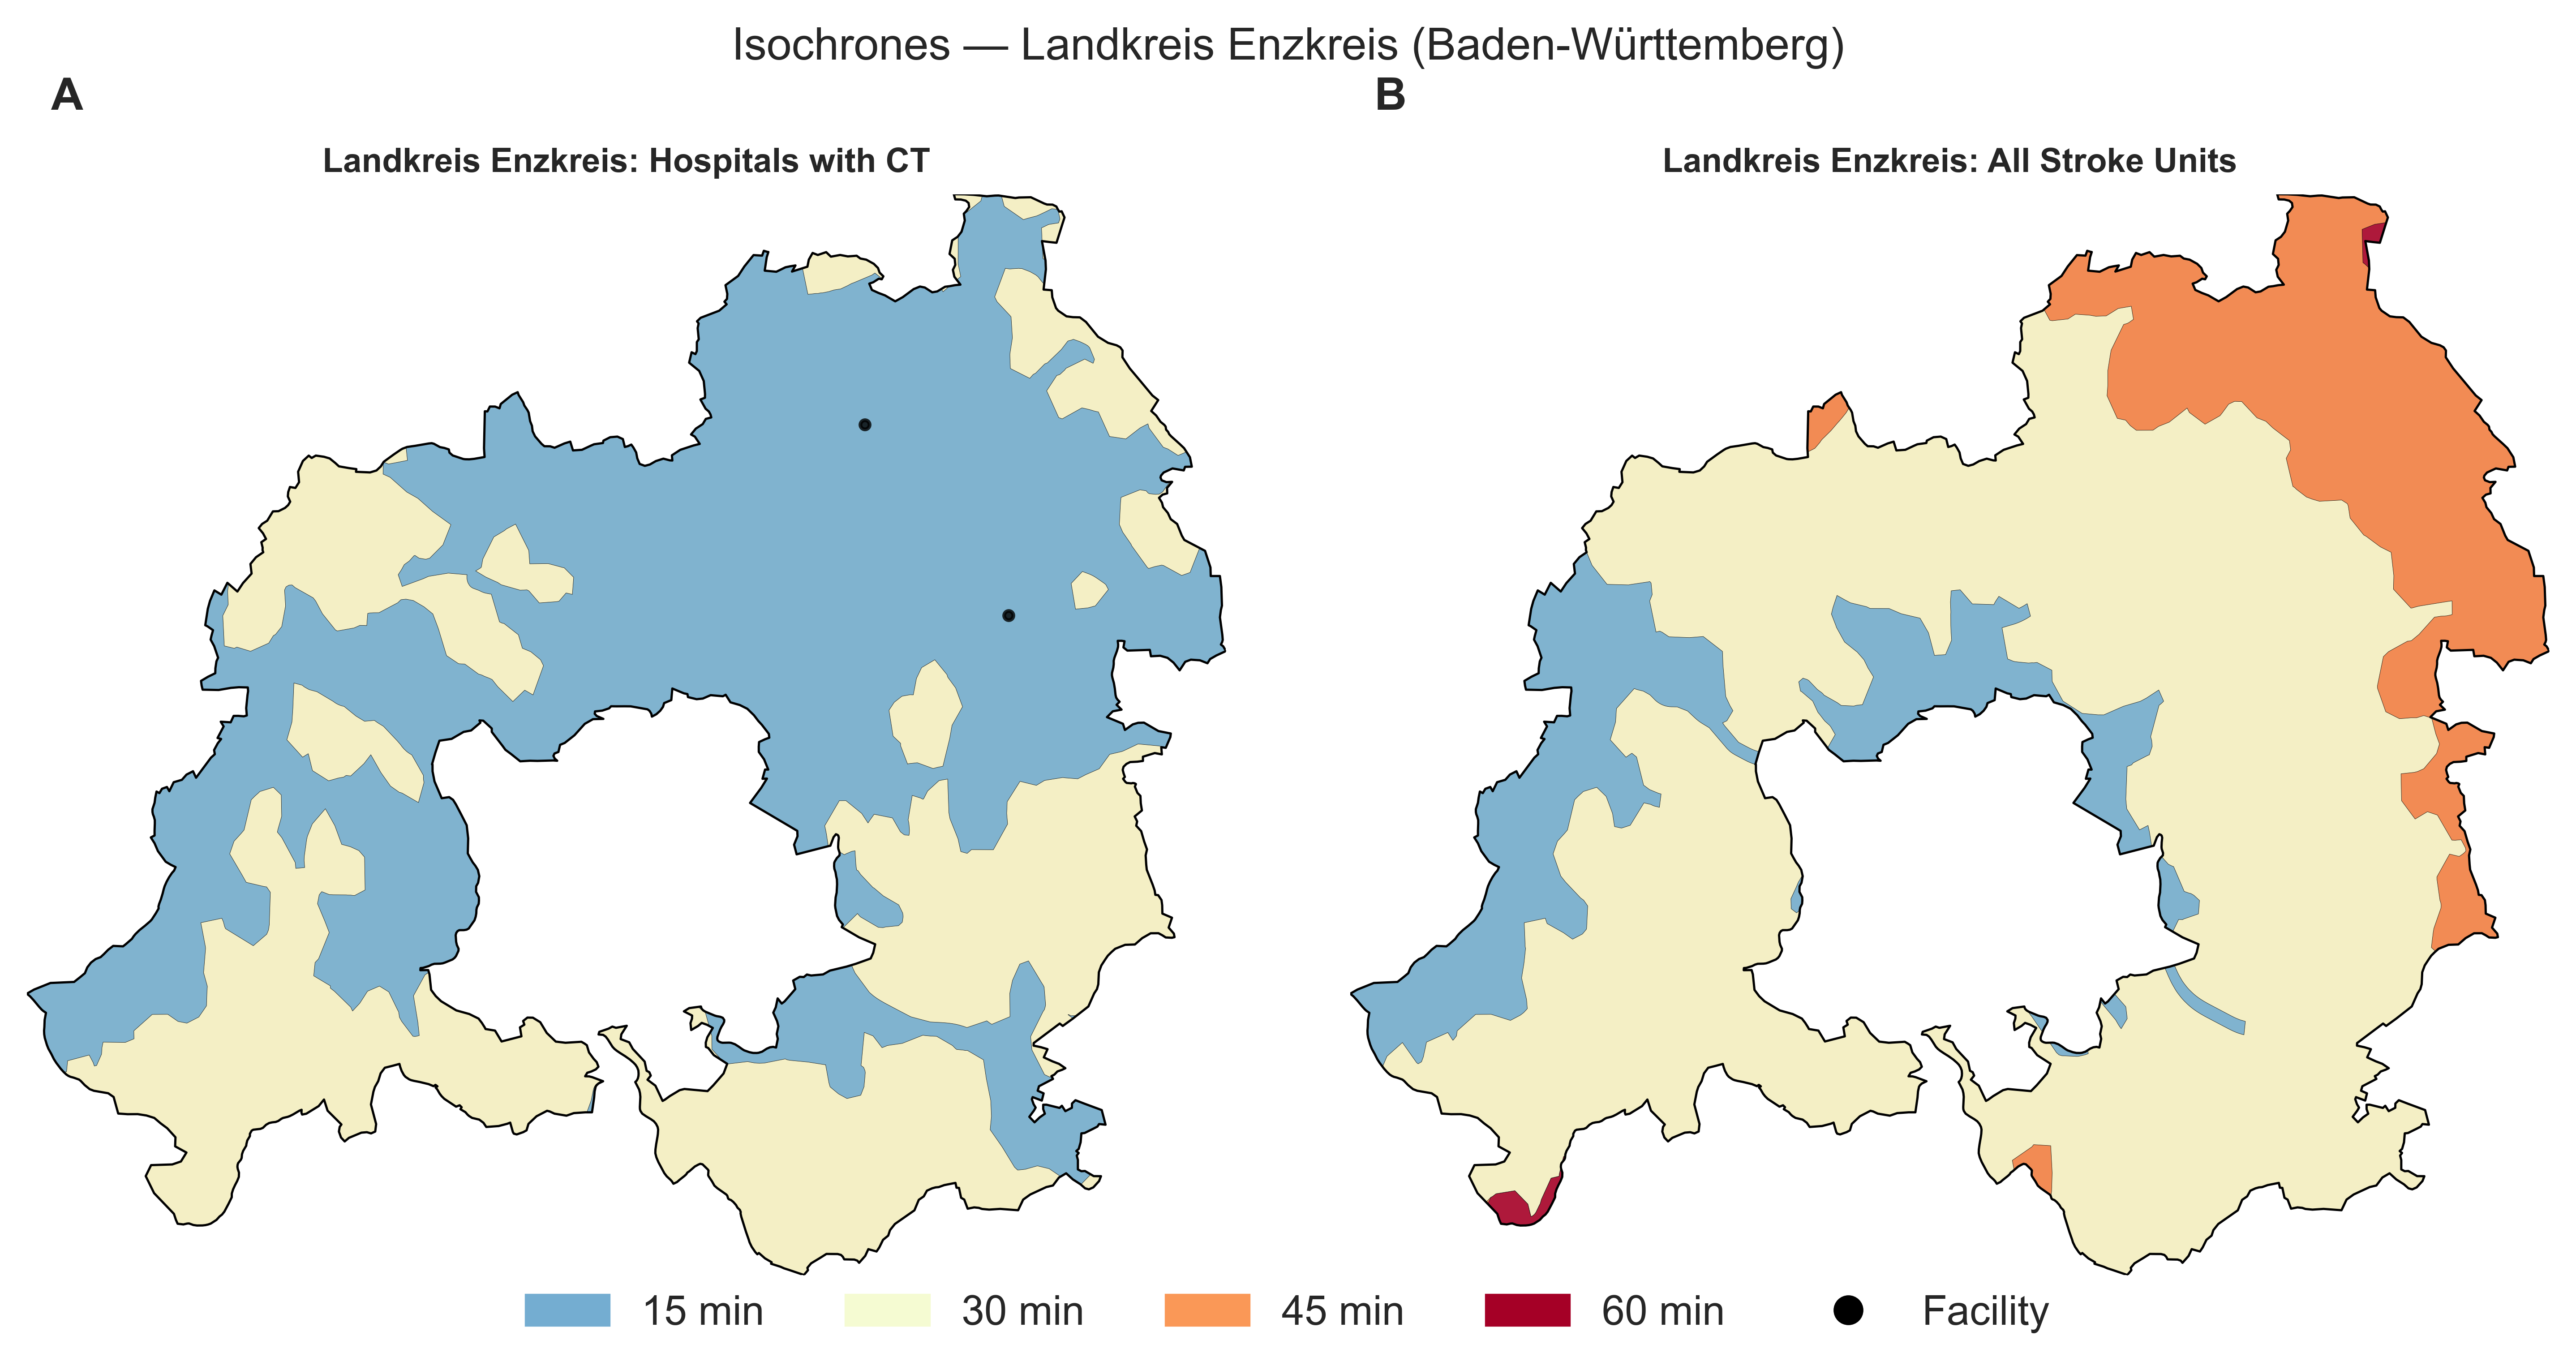 Isochrones — Landkreis Enzkreis (Baden-Württemberg)
A
B
Landkreis Enzkreis: Hospitals with CT
Landkreis Enzkreis: All Stroke Units
15 min
30 min
45 min
60 min
Facility